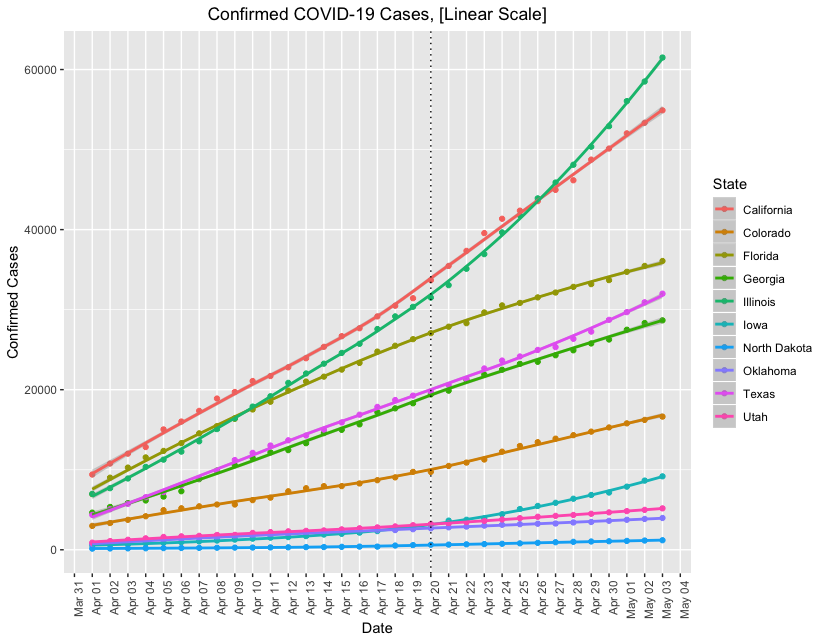 Confirmed COVID-19 Cases, [Linear Scale]
60000
40000
20000
0
Confirmed Cases
Mar 31
Apr 01
Apr 02
Apr 03
Apr 04
Apr 05
Apr 06
Apr 07
Apr 08
Apr 09
Apr 10
Apr 11
Apr 12
Apr 13
Apr 14
Apr 15
Apr 16
Apr 17
Apr 18
Apr 19
Apr 20
Apr 21
Apr 22
Apr 23
Apr 24
Apr 25
Apr 26
Apr 27
Apr 28
Apr 29
Apr 30
May 01
May 02
May 03
May 04
Date
State
California
Colorado
Florida
Georgia
Illinois
Iowa
North Dakota
Oklahoma
Texas
Utah